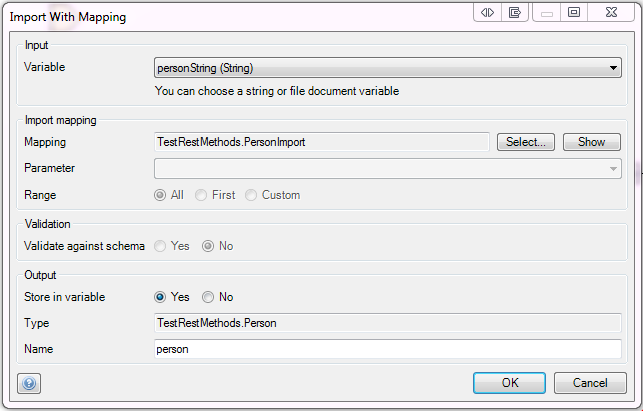 Import With Mapping
Input
Variable personString (String)
You can choose a string or file document variable
Import mapping
Mapping TestRestMethods.PersonImport Select... Show
Parameter
Range All First Custom
Validation
Validate against schema Yes No
Output
Store in variable Yes No
Type TestRestMethods.Person
Name person
? OK Cancel